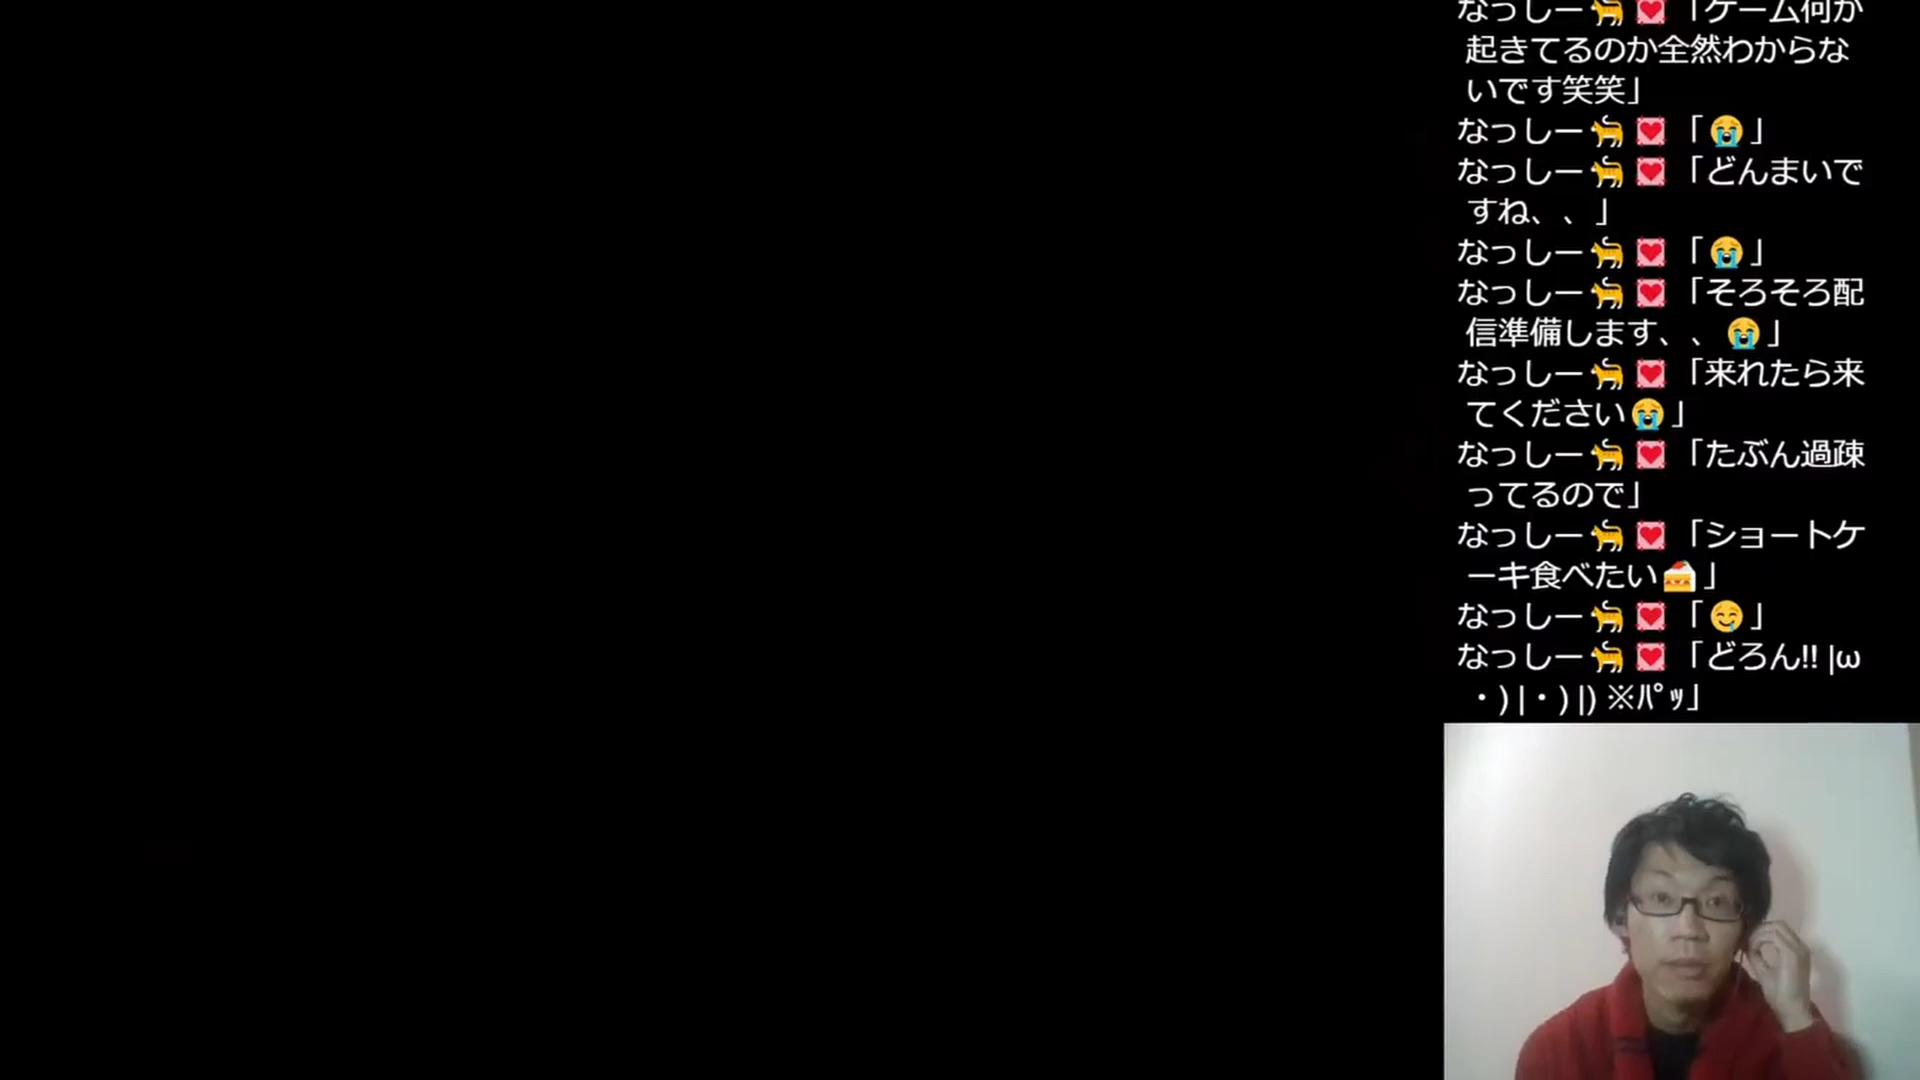 なっしー🐅💟「ゲーム何が
起きてるのか全然わからな
いです笑笑」
なっしー🐅💟「😭」
なっしー🐅💟「どんまいで
すね、、」
なっしー🐅💟「😭」
なっしー🐅💟「そろそろ配
信準備します、、😭」
なっしー🐅💟「来れたら来
てください😭」
なっしー🐅💟「たぶん過疎
ってるので」
なっしー🐅💟「ショートケ
ーキ食べたい🍰」
なっしー🐅💟「🤤」
なっしー🐅💟「どろん!! |ω
・) | ・) |) ※ﾊﾟｯ」